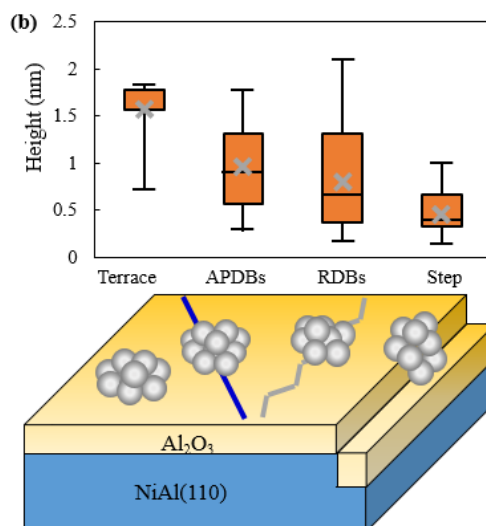 (b)
2.5
2
1.5
1
0.5
0
Height (nm)
Terrace APDBs RDBs Step
Al₂O₃
NiAl(110)